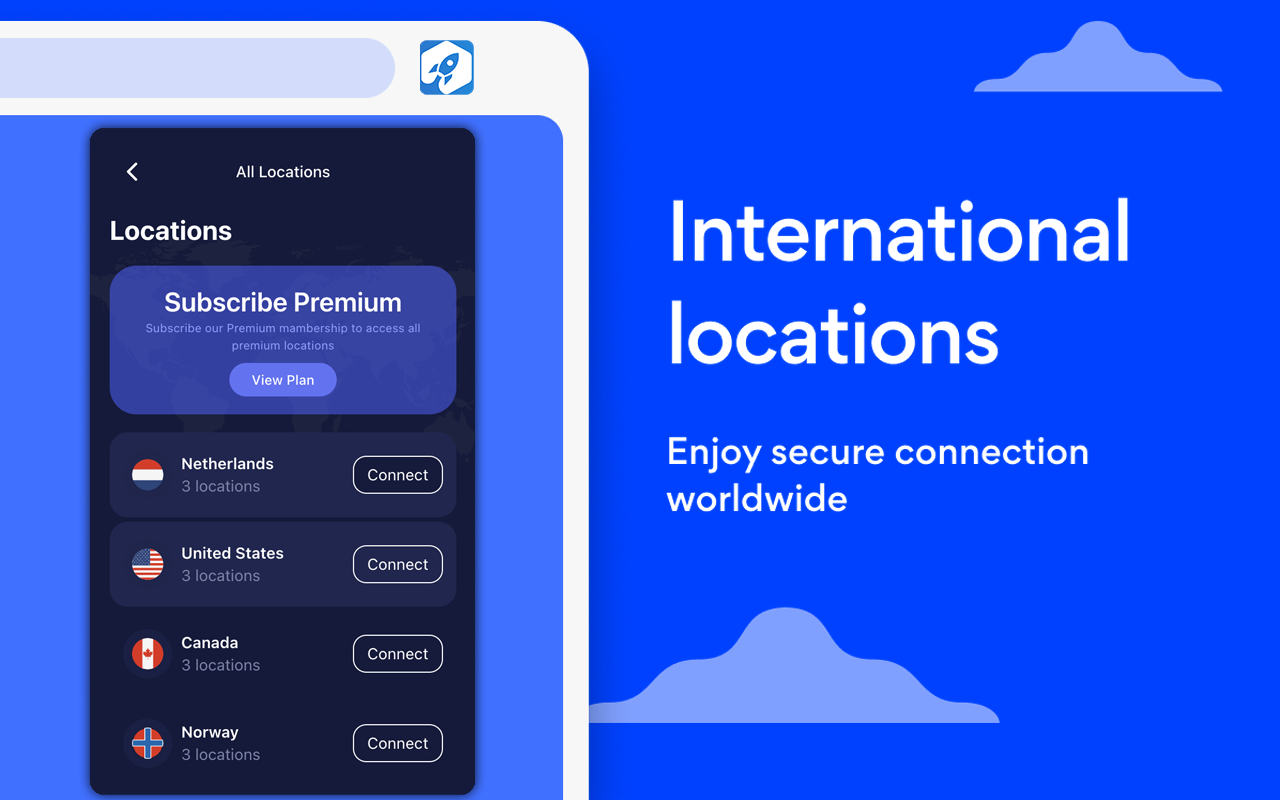 All Locations
Locations
Subscribe Premium
Subscribe our Premium mambership to access all
premium locations
View Plan
Netherlands
3 locations
Connect
United States
3 locations
Connect
Canada
3 locations
Connect
Norway
3 locations
Connect
International
locations
Enjoy secure connection
worldwide